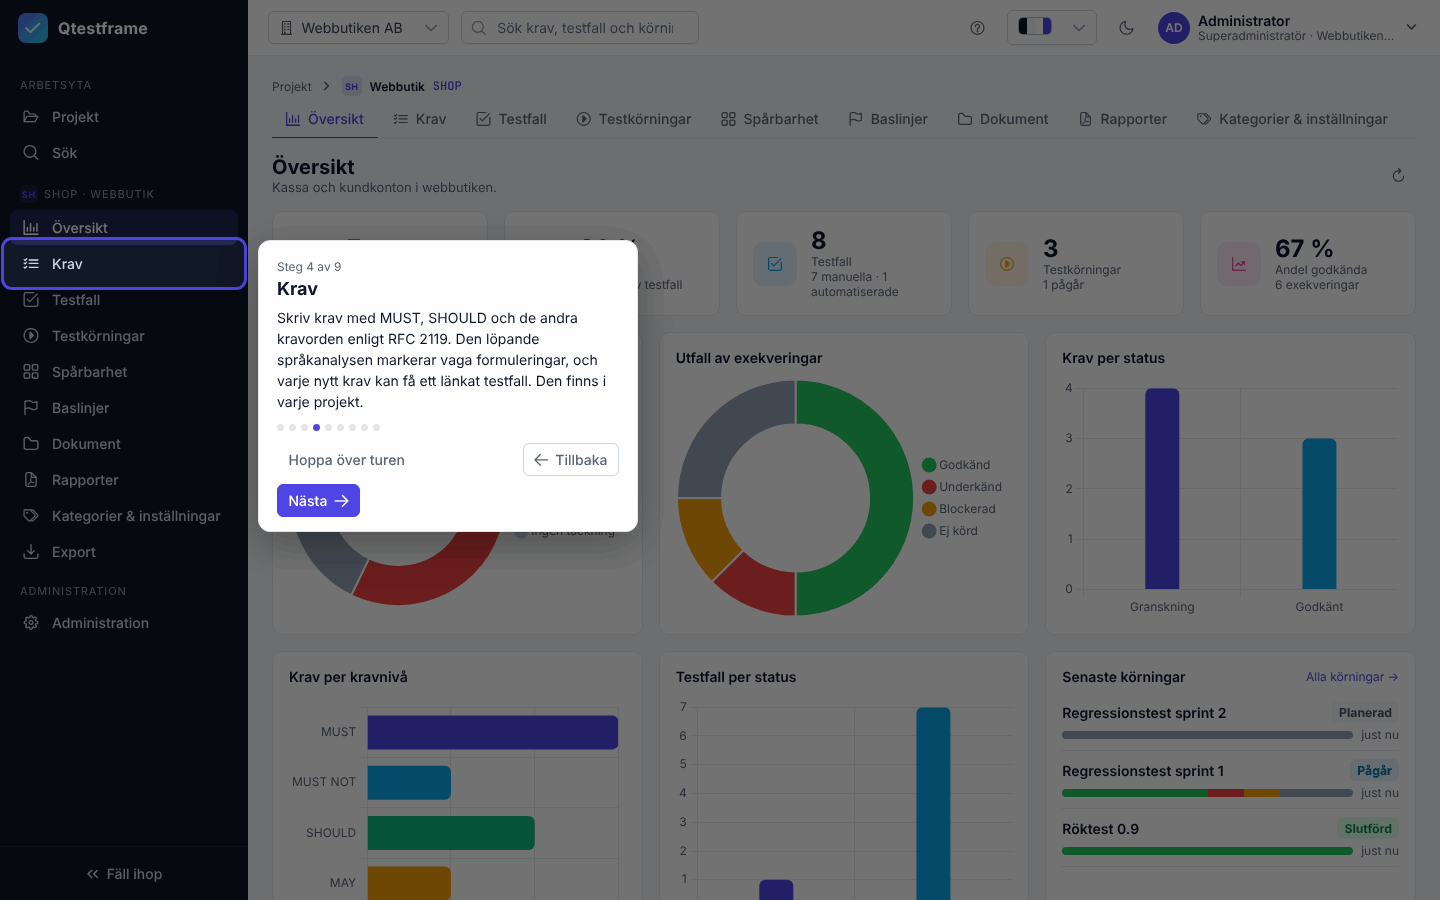 Qtestframe
Webbutiken AB
Sök krav, testfall och körnii
AD
Administrator
Superadministratör · Webbutiken...
ARBETSYTA
Projekt
Sök
SH SHOP · WEBBUTIK
Översikt
Krav
Testfall
Testkörningar
Spårbarhet
Baslinjer
Dokument
Rapporter
Kategorier & inställningar
Export
ADMINISTRATION
Administration
Fäll ihop
Projekt
SH Webbutik SHOP
Översikt Krav Testfall Testkörningar Spårbarhet Baslinjer Dokument Rapporter Kategorier & inställningar
Översikt
Kassa och kundkonton i webbutiken.
testfall
8
Testfall
7 manuella · 1
automatiserade
3
Testkörningar
1 pågår
67 %
Andel godkända
6 exekveringar
Steg 4 av 9
Krav
Skriv krav med MUST, SHOULD och de andra
kravorden enligt RFC 2119. Den löpande
språkanalysen markerar vaga formuleringar, och
varje nytt krav kan få ett länkat testfall. Den finns i
varje projekt.
Hoppa över turen
Tillbaka
Nästa
Utfall av exekveringar
Godkänd
Underkänd
Blockerad
Ej körd
Krav per status
4
3
2
1
0
Granskning
Godkänt
Krav per kravnivå
MUST
MUST NOT
SHOULD
MAY
Testfall per status
7
6
5
4
3
2
1
Senaste körningar
Alla körningar →
Regressionstest sprint 2 Planerad
just nu
Regressionstest sprint 1 Pågår
just nu
Röktest 0.9 Slutförd
just nu